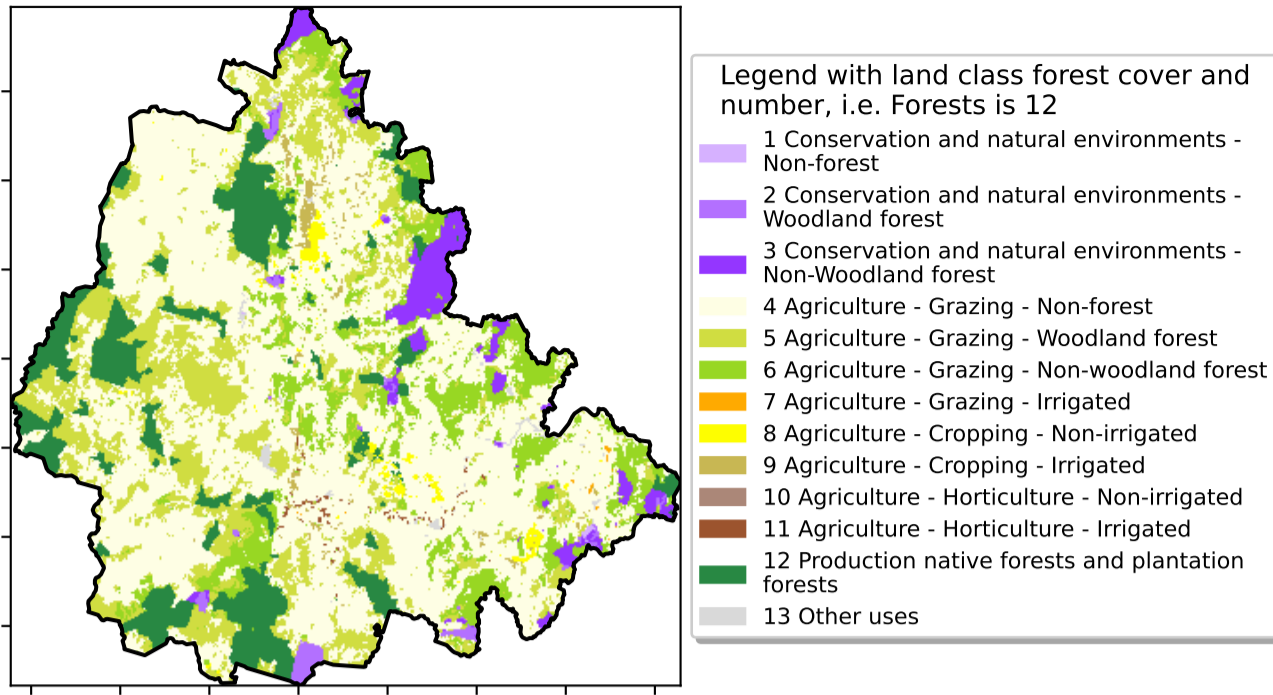 Legend with land class forest cover and
number, i.e. Forests is 12
1 Conservation and natural environments -
Non-forest
2 Conservation and natural environments -
Woodland forest
3 Conservation and natural environments -
Non-Woodland forest
4 Agriculture - Grazing - Non-forest
5 Agriculture - Grazing - Woodland forest
6 Agriculture - Grazing - Non-woodland forest
7 Agriculture - Grazing - Irrigated
8 Agriculture - Cropping - Non-irrigated
9 Agriculture - Cropping - Irrigated
10 Agriculture - Horticulture - Non-irrigated
11 Agriculture - Horticulture - Irrigated
12 Production native forests and plantation
forests
13 Other uses